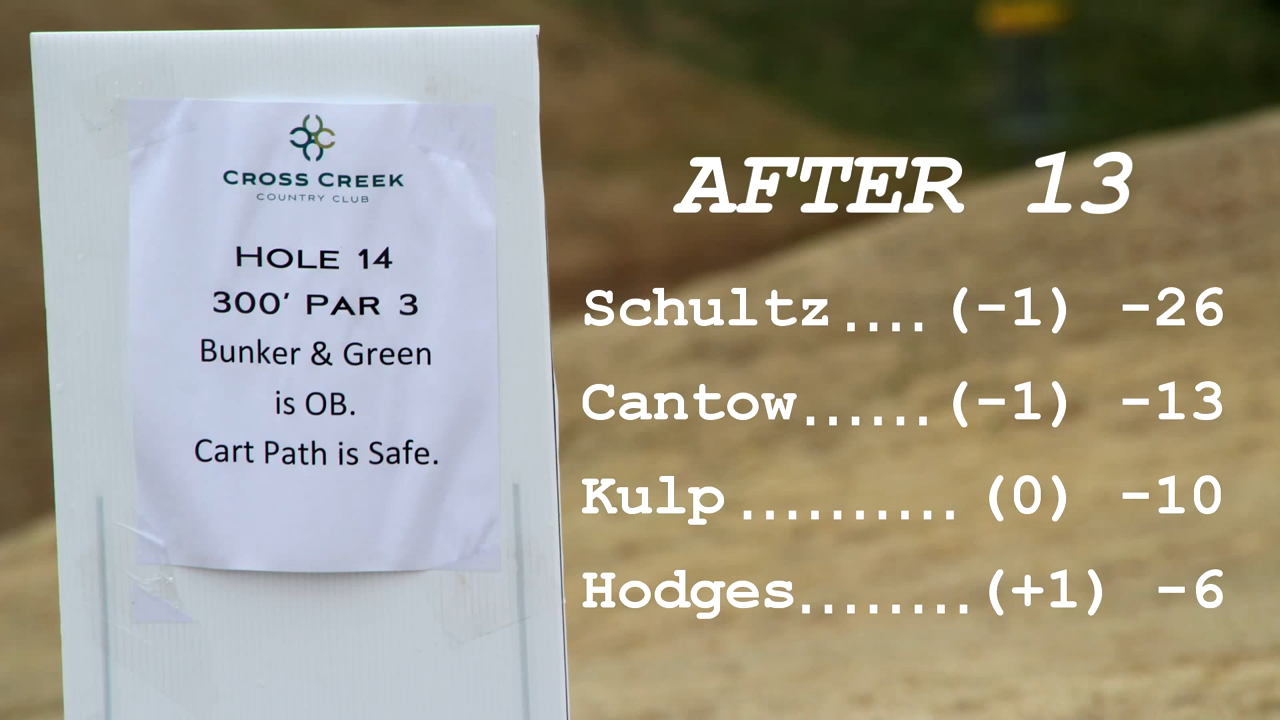 CROSS CREEK
COUNTRY CLUB
HOLE 14
300' PAR 3
Bunker & Green
is OB.
Cart Path is Safe.
AFTER 13
Schultz....(-1) -26
Cantow......(-1) -13
Kulp..........(0) -10
Hodges........(+1) -6